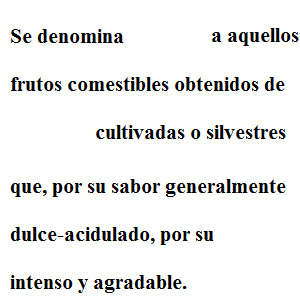 Se denomina a aquellos
frutos comestibles obtenidos de
cultivadas o silvestres
que, por su sabor generalmente
dulce-acidulado, por su
intenso y agradable.